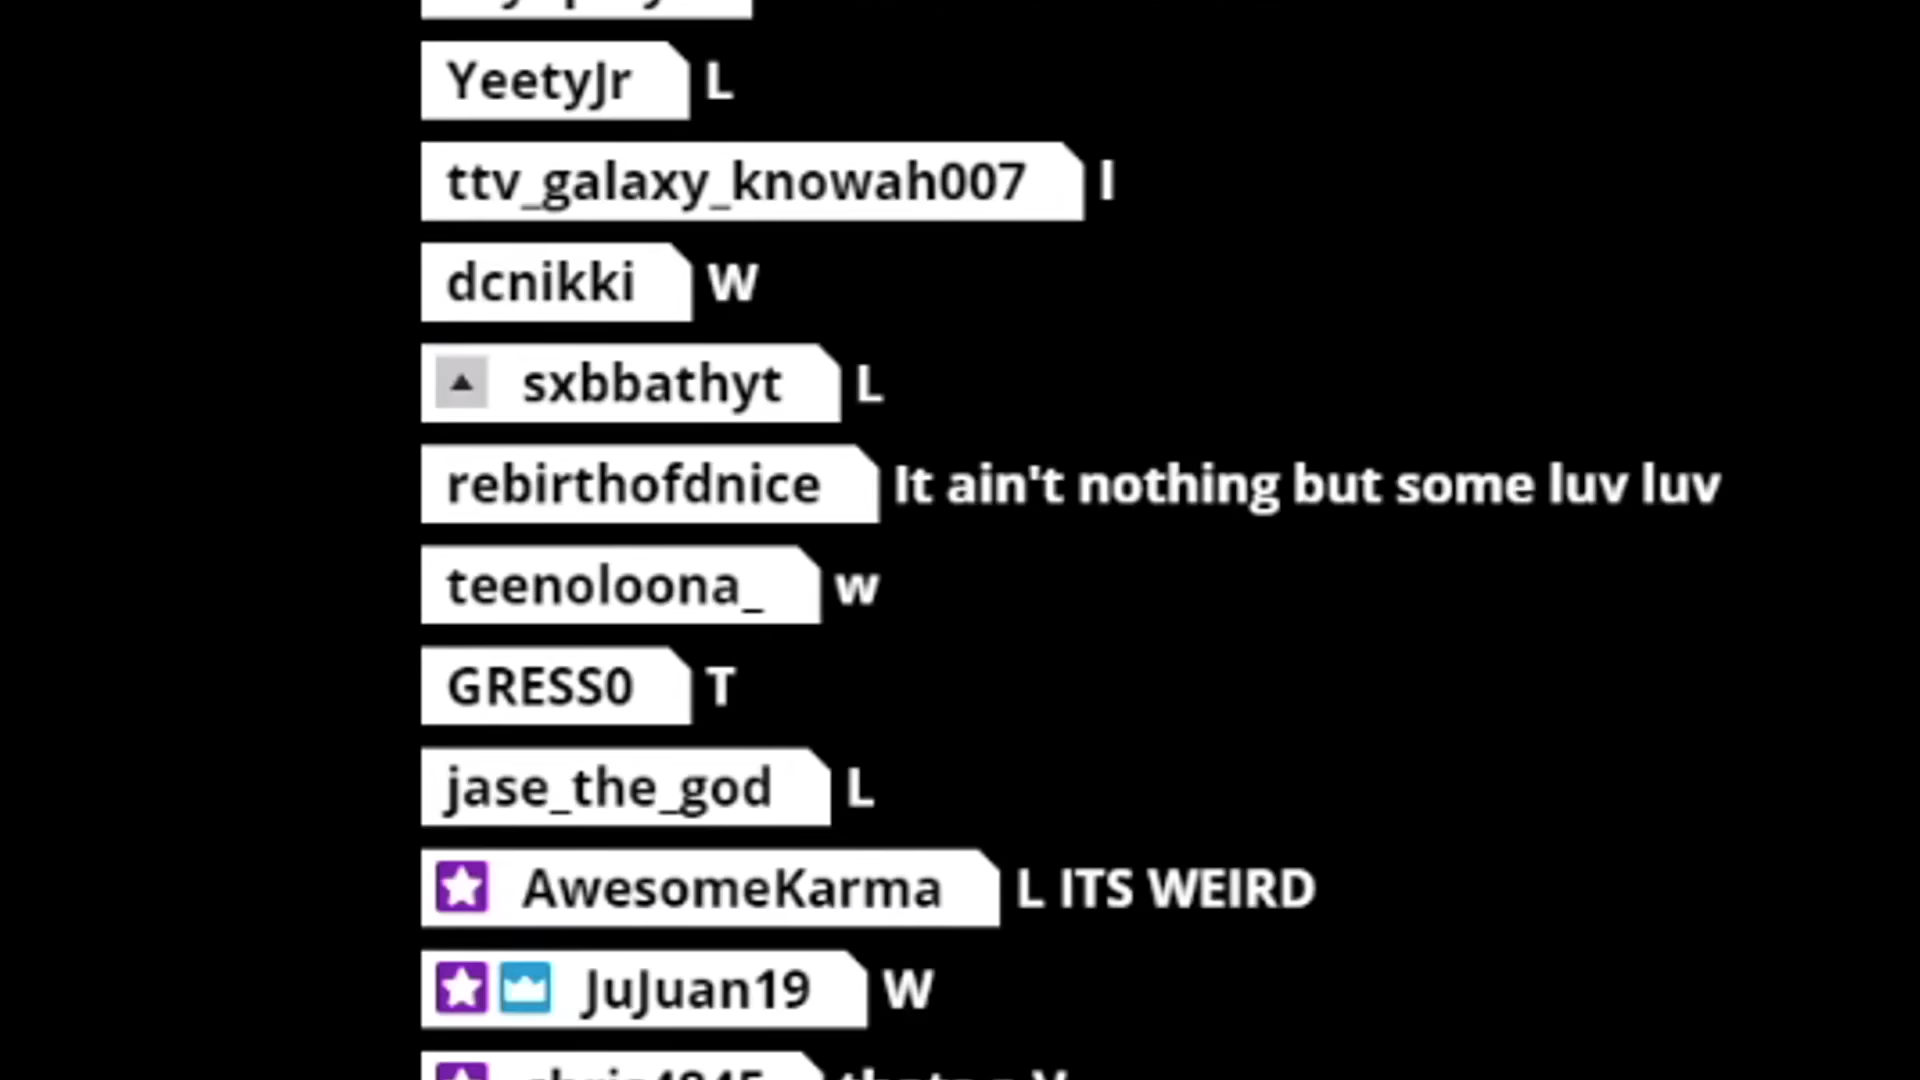 YeetyJr L
ttv_galaxy_knowah007 l
dcnikki W
sxbbathyt L
rebirthofdnice It ain't nothing but some luv luv
teenoloona_ w
GRESS0 T
jase_the_god L
AwesomeKarma L ITS WEIRD
JuJuan19 W